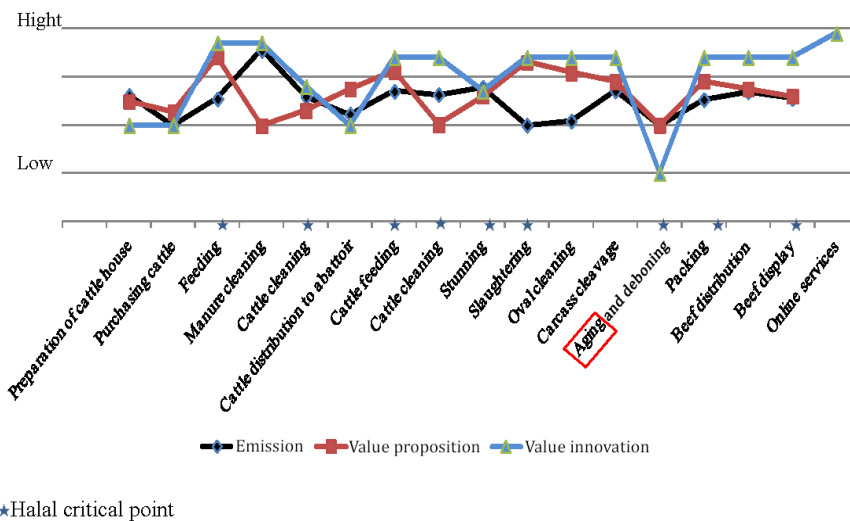 Hight
Low
Preparation of cattle house
Purchasing cattle
Feeding
Manure cleaning
Cattle cleaning
Cattle distribution to abattoir
Cattle feeding
Cattle cleaning
Stunning
Slaughtering
Oval cleaning
Carcass cleavage
Aging and deboning
Packing
Beef distribution
Beef display
Online services
Emission
Value proposition
Value innovation
Halal critical point